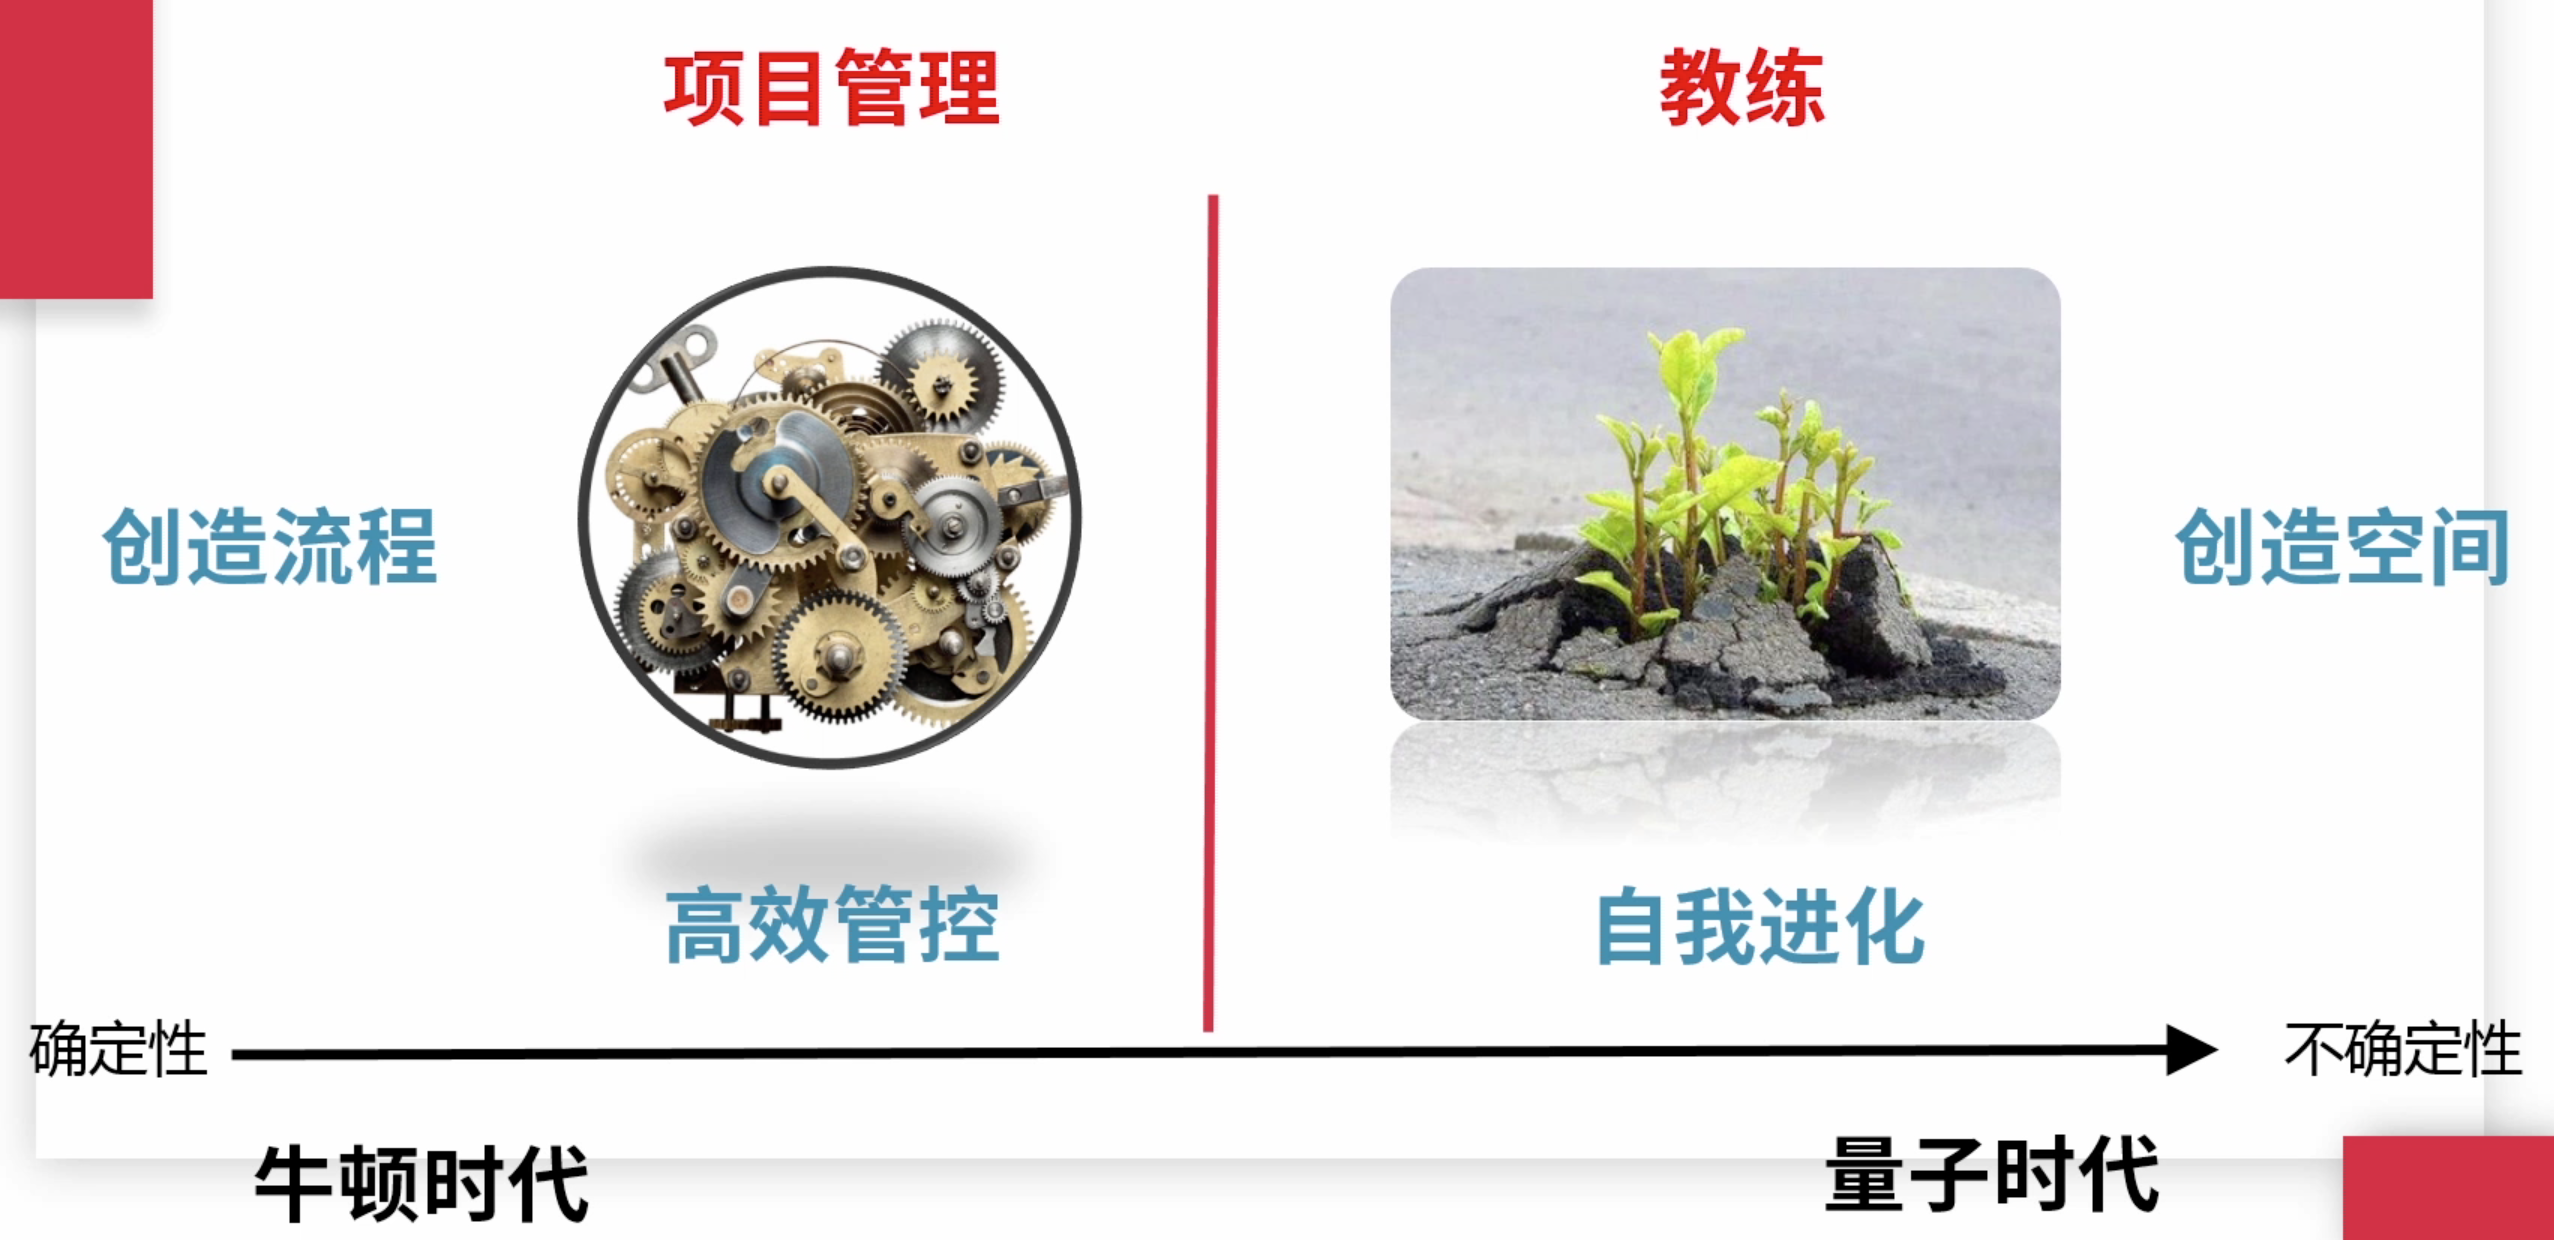 项目管理
教练
创造流程
创造空间
高效管控
自我进化
确定性
不确定性
牛顿时代
量子时代